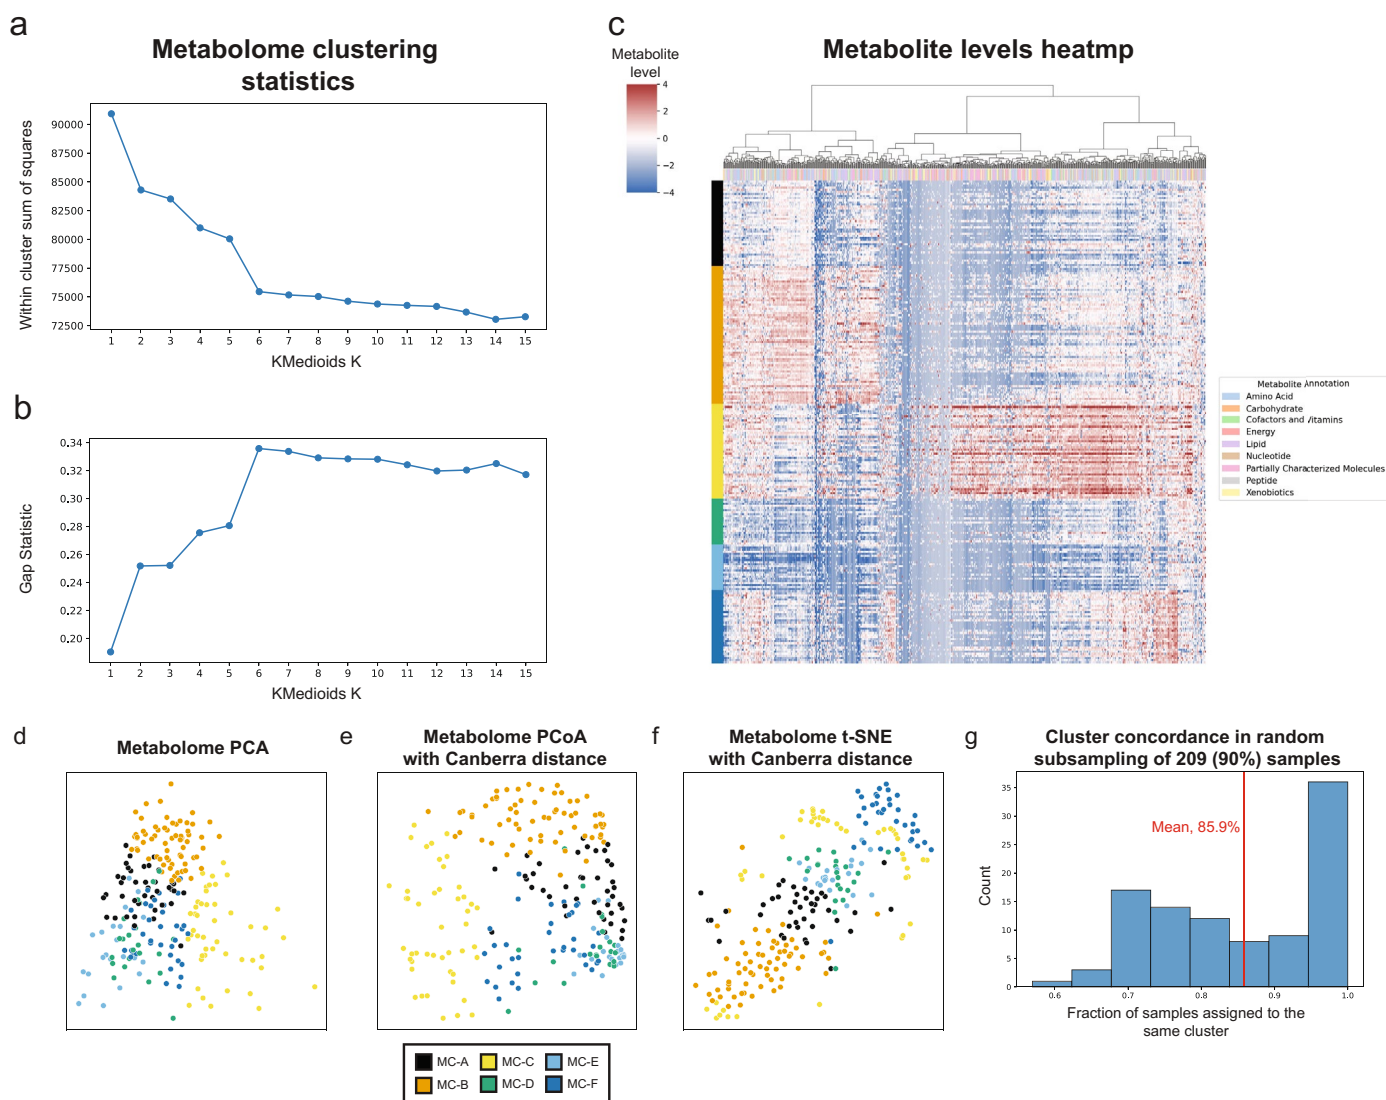 a
Metabolome clustering
statistics
Within cluster sum of squares
90000
87500
85000
82500
80000
77500
75000
72500
1 2 3 4 5 6 7 8 9 10 11 12 13 14 15
KMedioids K
b
Gap Statistic
0,34
0,32
0,30
0,28
0,26
0,24
0,22
0,20
1 2 3 4 5 6 7 8 9 10 11 12 13 14 15
KMedioids K
c
Metabolite levels heatmp
Metabolite
level
4
2
0
−2
−4
Metabolite Annotation
Amino Acid
Carbohydrate
Cofactors and Vitamins
Energy
Lipid
Nucleotide
Partially Characterized Molecules
Peptide
Xenobiotics
d
Metabolome PCA
e
Metabolome PCoA
with Canberra distance
f
Metabolome t-SNE
with Canberra distance
g
Cluster concordance in random
subsampling of 209 (90%) samples
Mean, 85.9%
Count
35
30
25
20
15
10
5
0
0.6 0.7 0.8 0.9 1.0
Fraction of samples assigned to the
same cluster
MC-A MC-C MC-E
MC-B MC-D MC-F